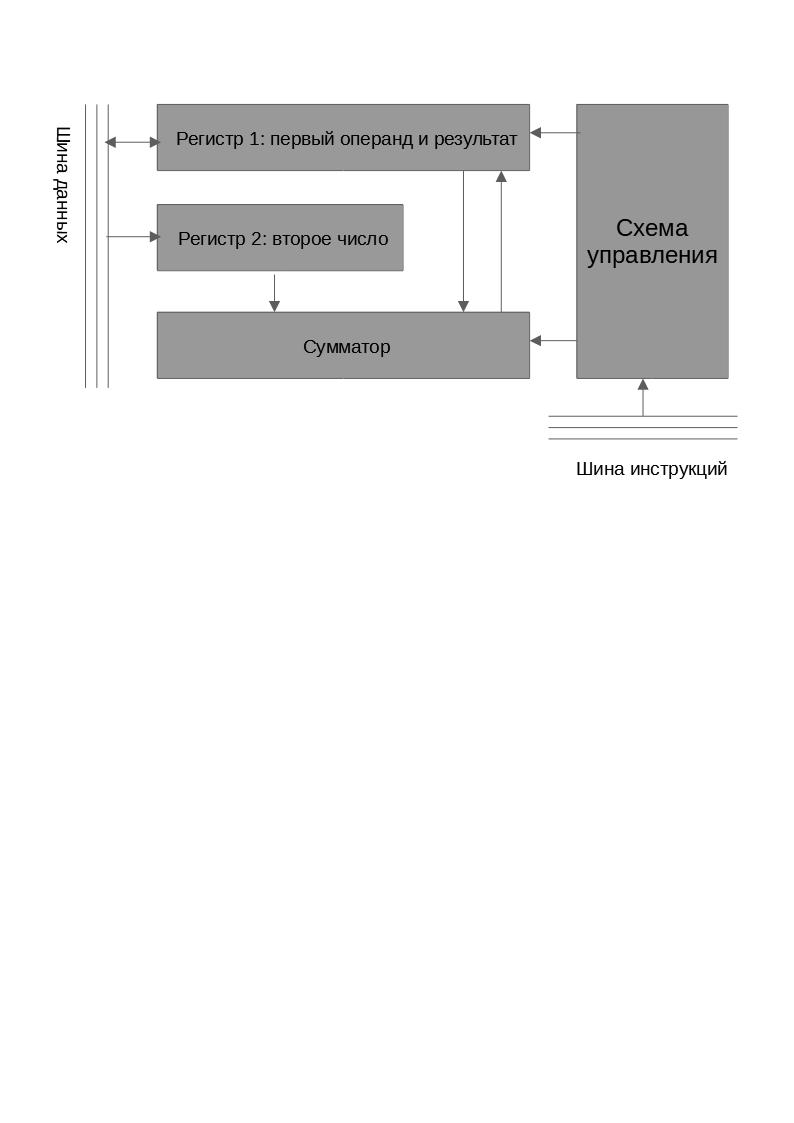 Шина данных
Регистр 1: первый операнд и результат
Регистр 2: второе число
Сумматор
Схема
управления
Шина инструкций